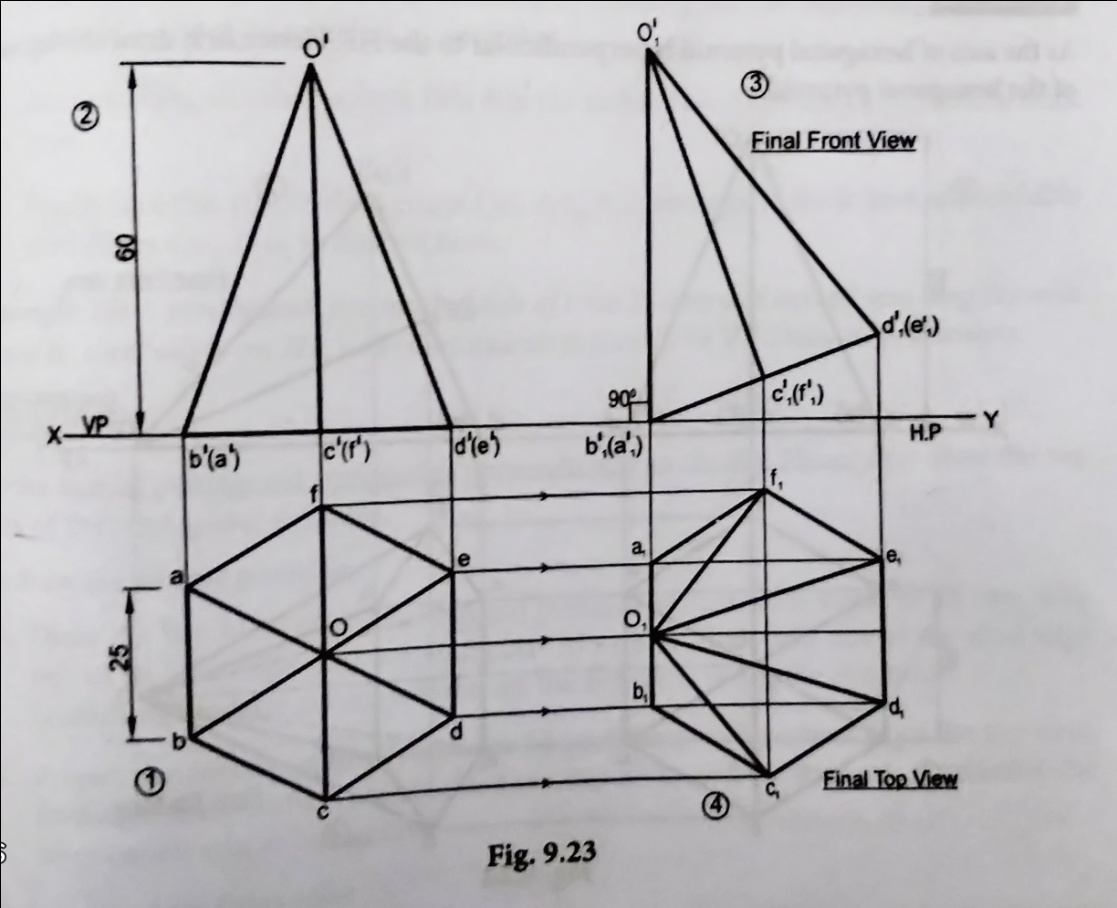 O'
②
60
X VP
b'(a')
c'(f')
d'(e')
O'₁
③
Final Front View
d'₁(e'₁)
c'₁(f'₁)
90°
b'₁(a'₁)
H.P
Y
f
a
e
O
25
b
d
c
①
f₁
a₁
e₁
O₁
b₁
d₁
c₁
④
Final Top View
Fig. 9.23